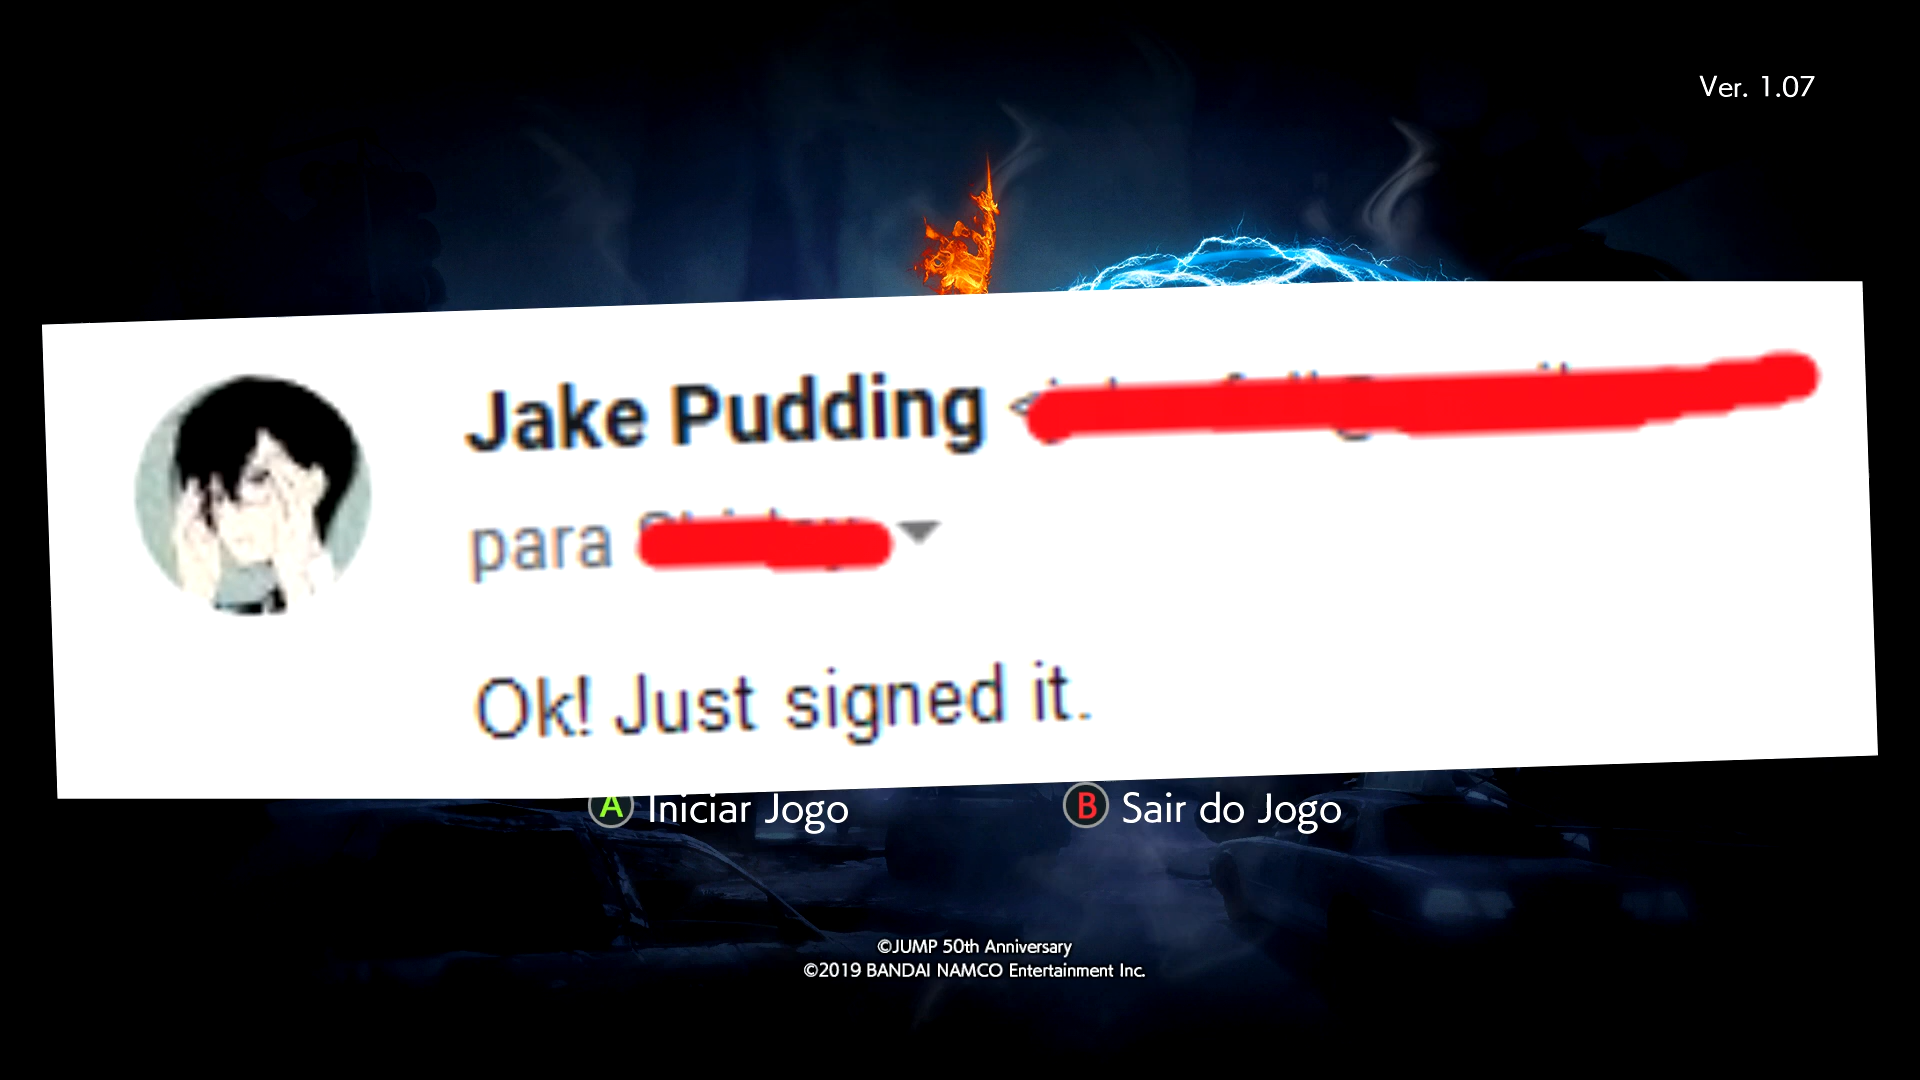 Ver. 1.07
Jake Pudding
para
Ok! Just signed it.
A Iniciar Jogo
B Sair do Jogo
©JUMP 50th Anniversary
©2019 BANDAI NAMCO Entertainment Inc.